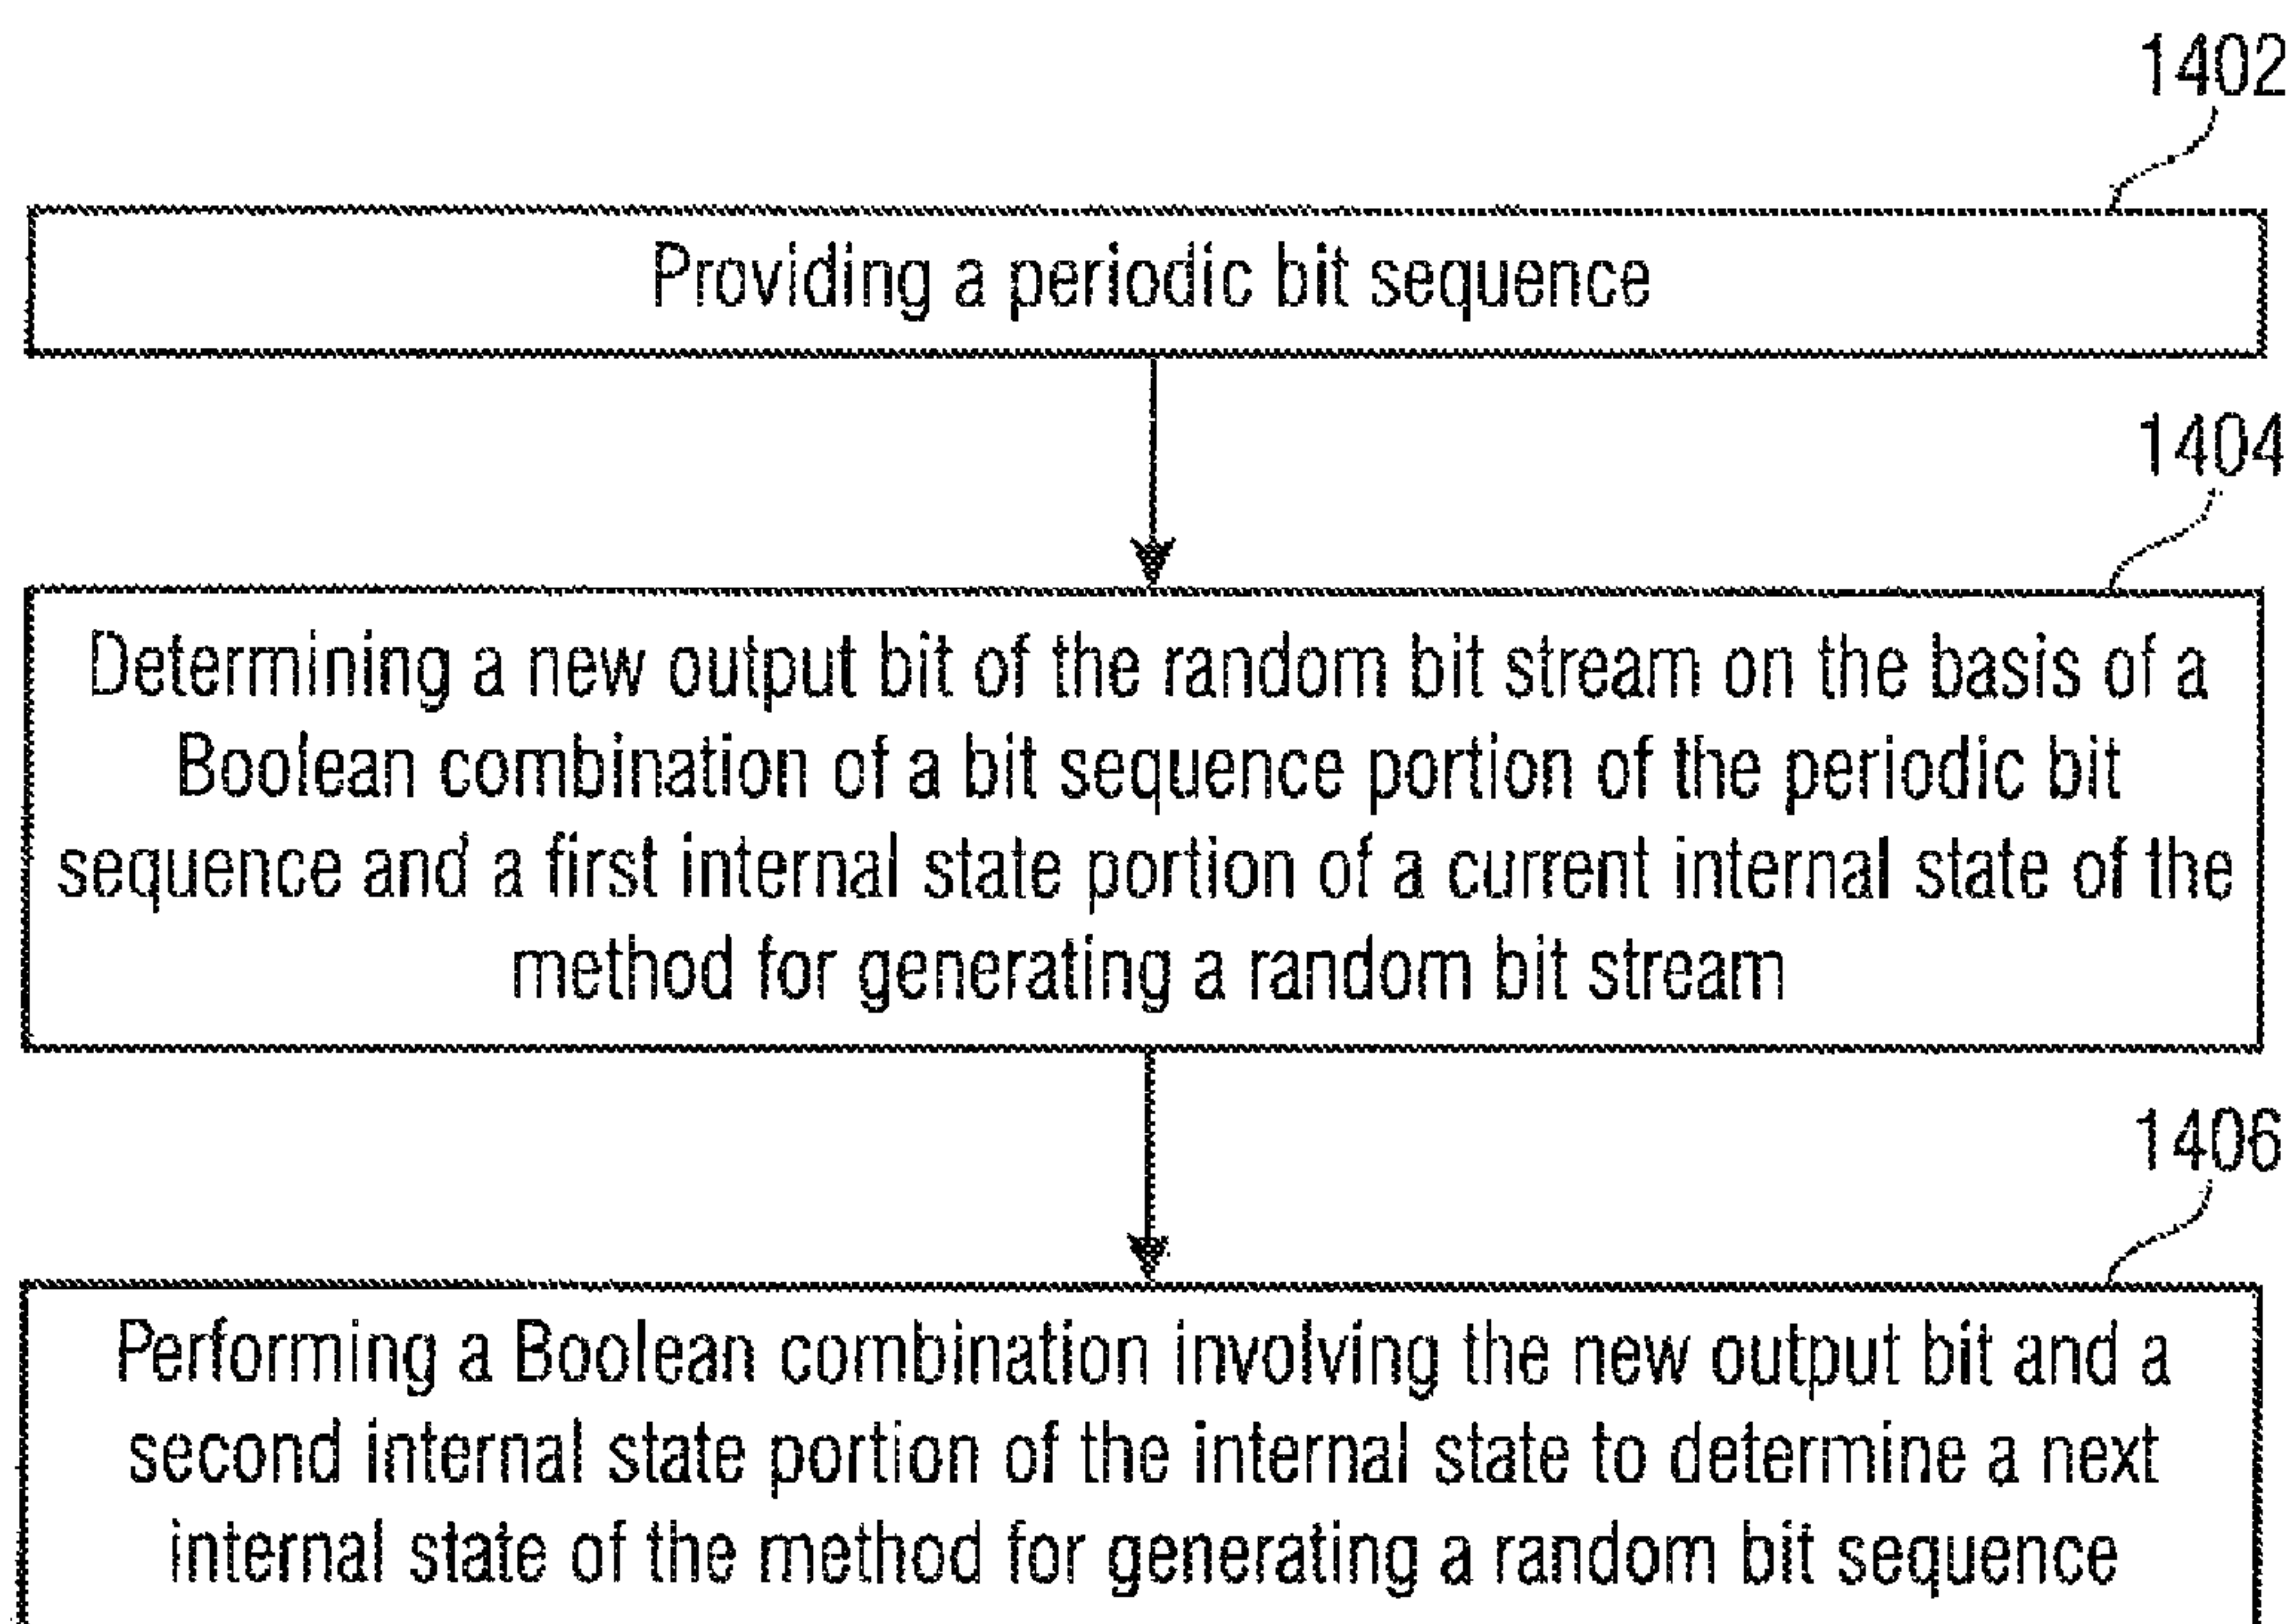 1402
Providing a periodic bit sequence
1404
Determining a new output bit of the random bit stream on the basis of a
Boolean combination of a bit sequence portion of the periodic bit
sequence and a first internal state portion of a current internal state of the
method for generating a random bit stream
1406
Performing a Boolean combination involving the new output bit and a
second internal state portion of the internal state to determine a next
internal state of the method for generating a random bit sequence